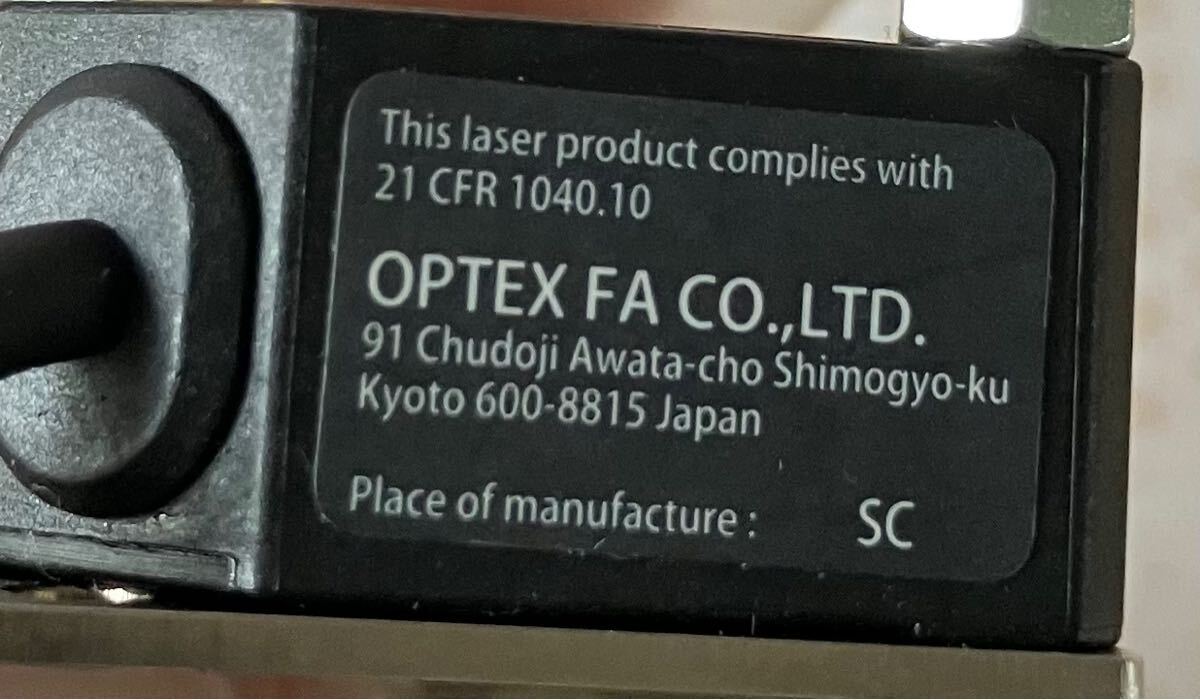 This laser product complies with
21 CFR 1040.10
OPTEX FA CO.,LTD.
91 Chudoji Awata-cho Shimogyo-ku
Kyoto 600-8815 Japan
Place of manufacture : SC